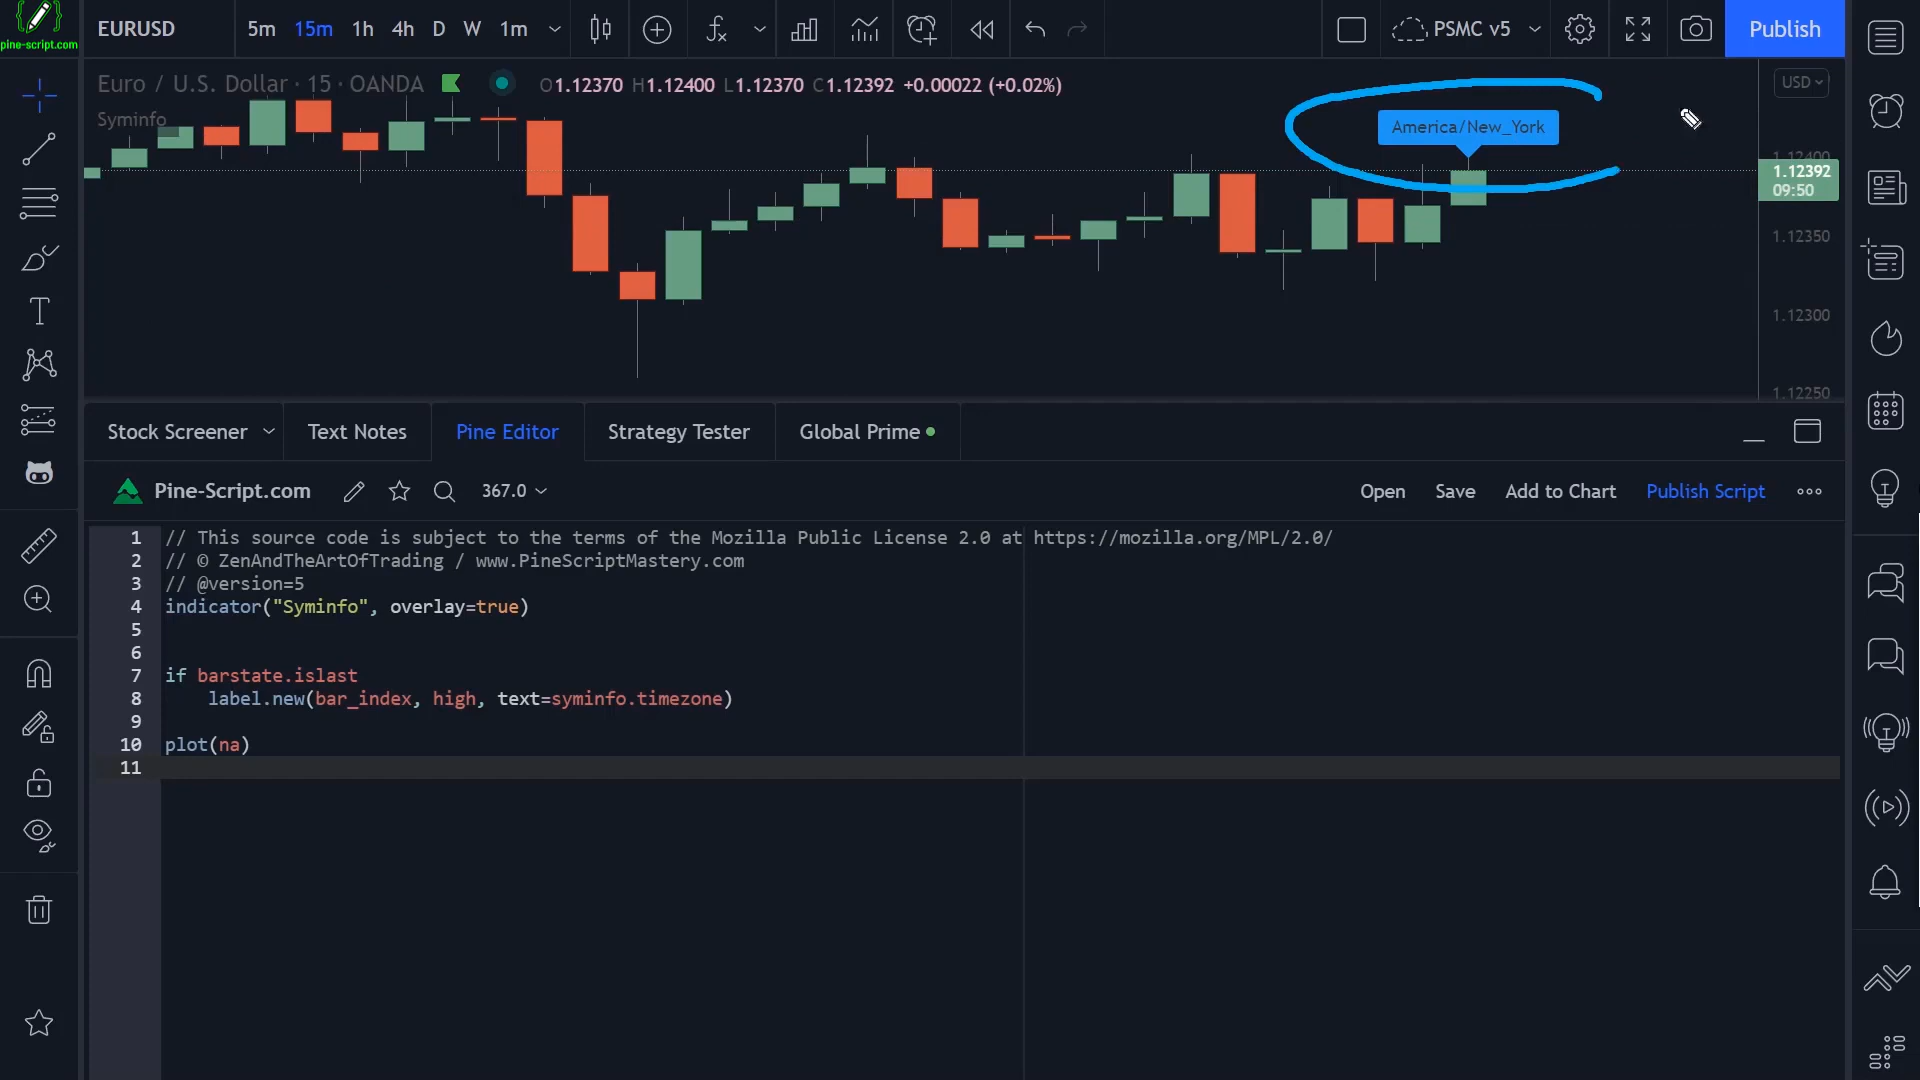 pine-script.com
EURUSD
5m 15m 1h 4h D W 1m
PSMC v5
Publish
Euro / U.S. Dollar · 15 · OANDA
O1.12370 H1.12400 L1.12370 C1.12392 +0.00022 (+0.02%)
USD
Syminfo
America/New_York
1.12400
1.12392
09:50
1.12350
1.12300
1.12250
Stock Screener
Text Notes
Pine Editor
Strategy Tester
Global Prime
Pine-Script.com
367.0
Open
Save
Add to Chart
Publish Script
1 // This source code is subject to the terms of the Mozilla Public License 2.0 at https://mozilla.org/MPL/2.0/
2 // © ZenAndTheArtOfTrading / www.PineScriptMastery.com
3 // @version=5
4 indicator("Syminfo", overlay=true)
5
6
7 if barstate.islast
8 label.new(bar_index, high, text=syminfo.timezone)
9
10 plot(na)
11